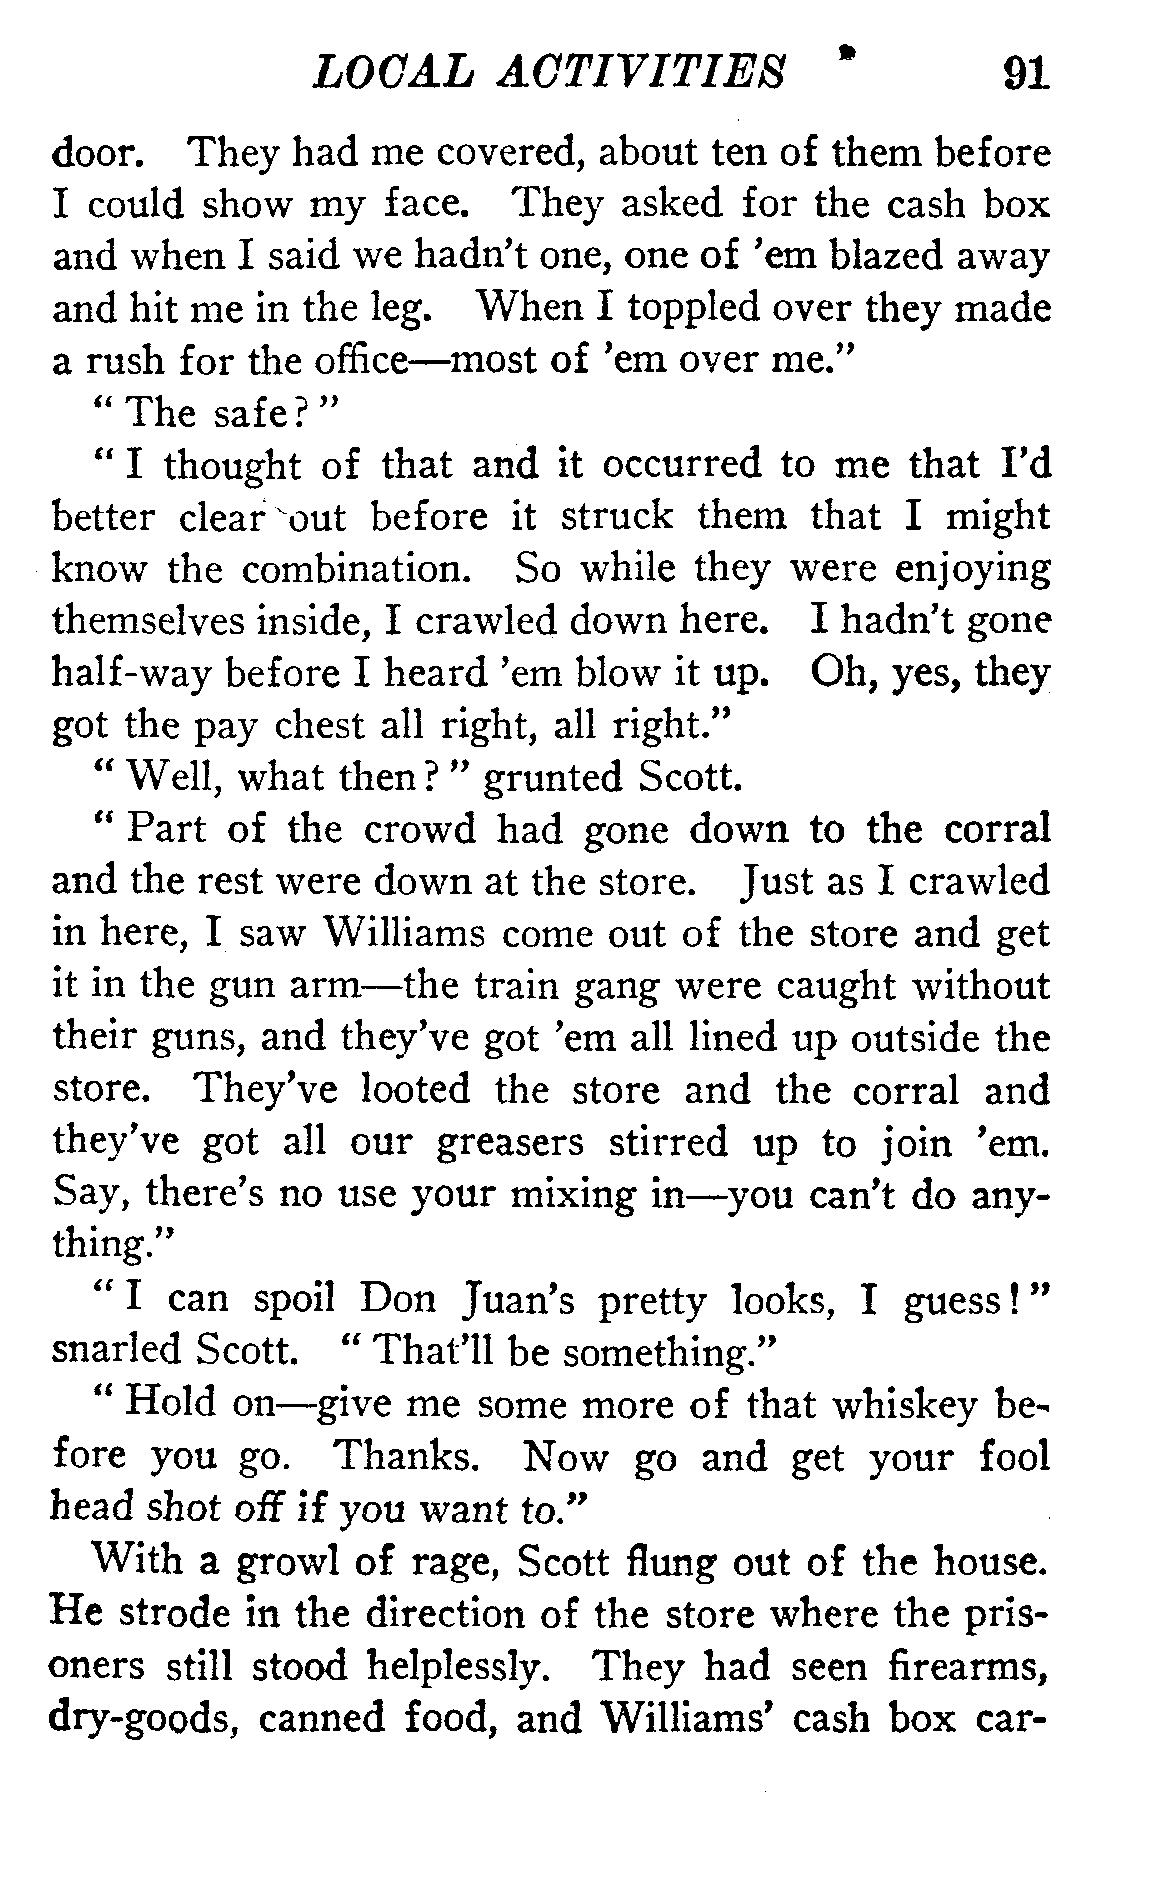 LOCAL ACTIVITIES 91
door. They had me covered, about ten of them before
I could show my face. They asked for the cash box
and when I said we hadn't one, one of 'em blazed away
and hit me in the leg. When I toppled over they made
a rush for the office—most of 'em over me."
"The safe?"
"I thought of that and it occurred to me that I'd
better clear out before it struck them that I might
know the combination. So while they were enjoying
themselves inside, I crawled down here. I hadn't gone
half-way before I heard 'em blow it up. Oh, yes, they
got the pay chest all right, all right."
"Well, what then?" grunted Scott.
"Part of the crowd had gone down to the corral
and the rest were down at the store. Just as I crawled
in here, I saw Williams come out of the store and get
it in the gun arm—the train gang were caught without
their guns, and they've got 'em all lined up outside the
store. They've looted the store and the corral and
they've got all our greasers stirred up to join 'em.
Say, there's no use your mixing in—you can't do any-
thing."
"I can spoil Don Juan's pretty looks, I guess!"
snarled Scott. "That'll be something."
"Hold on—give me some more of that whiskey be-
fore you go. Thanks. Now go and get your fool
head shot off if you want to."
With a growl of rage, Scott flung out of the house.
He strode in the direction of the store where the pris-
oners still stood helplessly. They had seen firearms,
dry-goods, canned food, and Williams' cash box car-